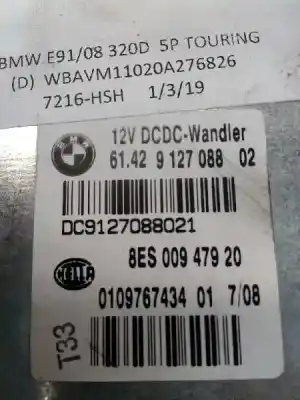 BMW E91/08 320D 5P TOURING
(D) WBAVM11020A276826
7216-HSH 1/3/19
BMW
12V DCDC-Wandler
61.42 9 127 088 02
DC9127088021
8ES 009 479 20
HELLA
0109767434 01 7/08
T33